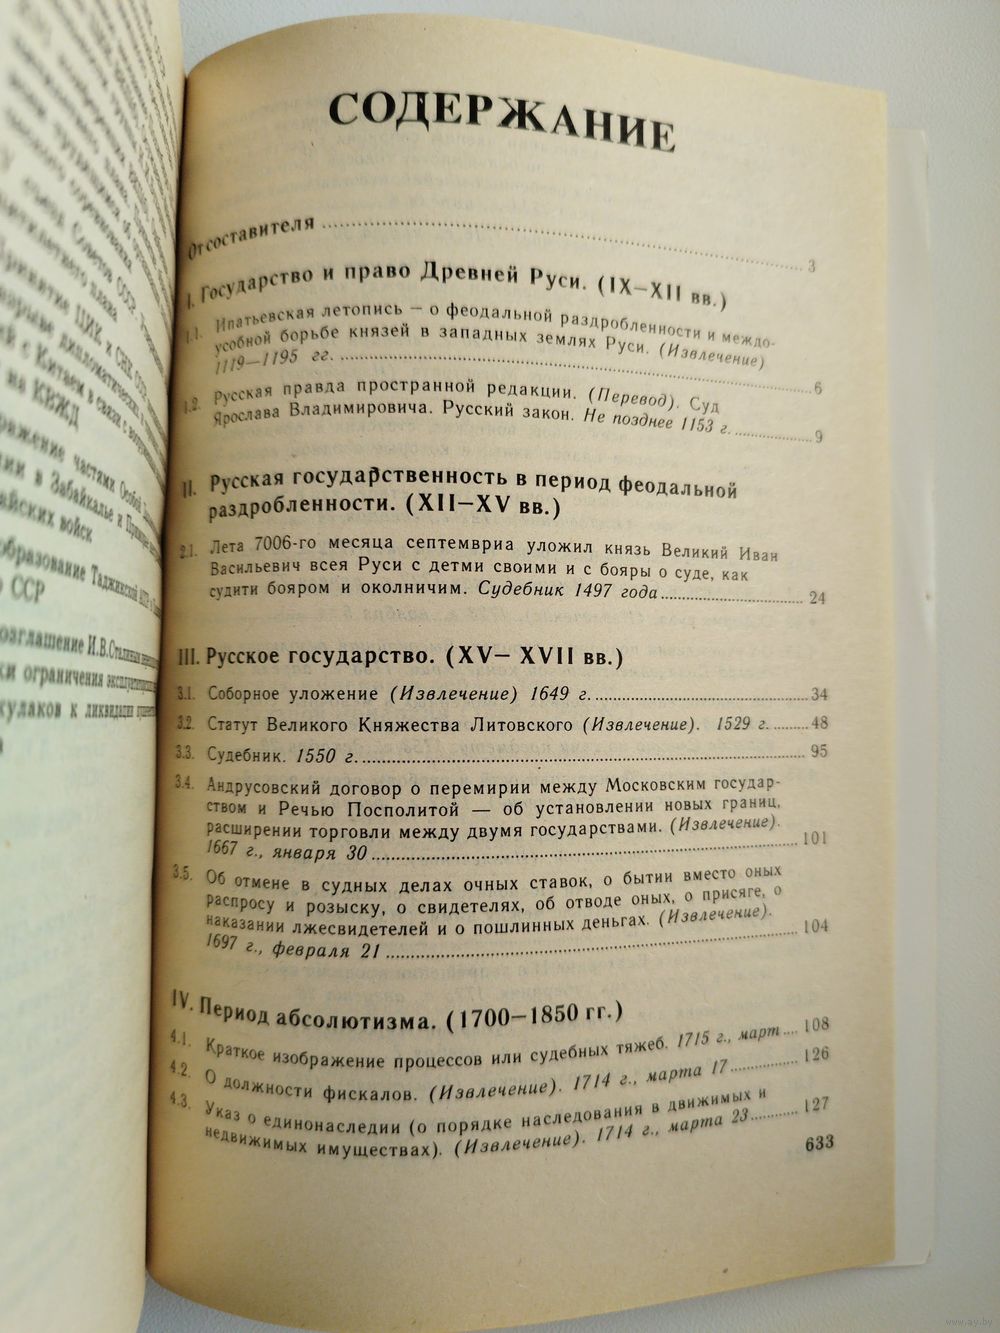 СОДЕРЖАНИЕ
От составителя 3
I. Государство и право Древней Руси. (IX—XII вв.)
1.1. Ипатьевская летопись — о феодальной раздробленности и междо-
усобной борьбе князей в западных землях Руси. (Извлечение)
1119—1195 гг. 6
1.2. Русская правда пространной редакции. (Перевод). Суд
Ярослава Владимировича. Русский закон. Не позднее 1153 г. 9
II. Русская государственность в период феодальной
раздробленности. (XII—XV вв.)
2.1. Лета 7006-го месяца септемвриа уложил князь Великий Иван
Васильевич всея Руси с детми своими и с бояры о суде, как
судити бояром и околничим. Судебник 1497 года 24
III. Русское государство. (XV— XVII вв.)
3.1. Соборное уложение (Извлечение) 1649 г. 34
3.2. Статут Великого Княжества Литовского (Извлечение). 1529 г. 48
3.3. Судебник. 1550 г. 95
3.4. Андрусовский договор о перемирии между Московским государ-
ством и Речью Посполитой — об установлении новых границ,
расширении торговли между двумя государствами. (Извлечение).
1667 г., января 30 101
3.5. Об отмене в судных делах очных ставок, о бытии вместо оных
распросу и розыску, о свидетелях, об отводе оных, о присяге, о
наказании лжесвидетелей и о пошлинных деньгах. (Извлечение).
1697 г., февраля 21 104
IV. Период абсолютизма. (1700—1850 гг.)
4.1. Краткое изображение процессов или судебных тяжеб. 1715 г., март 108
4.2. О должности фискалов. (Извлечение). 1714 г., марта 17 126
4.3. Указ о единонаследии (о порядке наследования в движимых и
недвижимых имуществах). (Извлечение). 1714 г., марта 23 127
633
www.ay.by